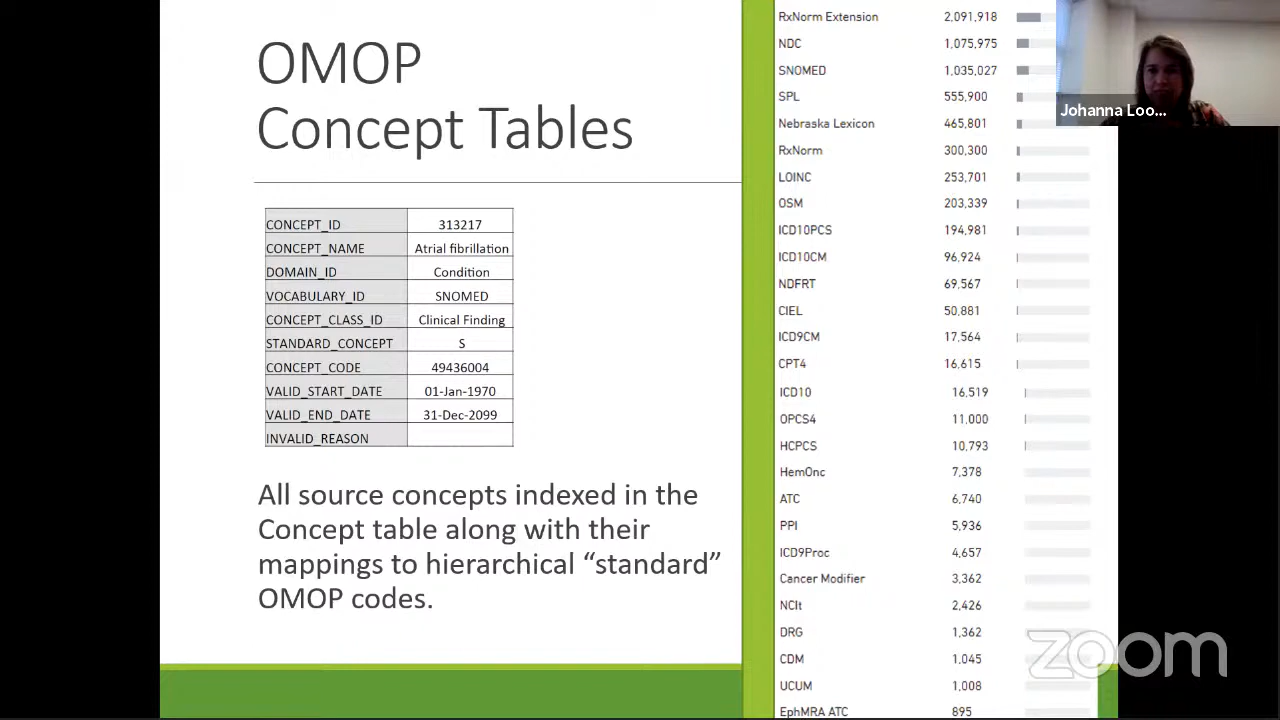 OMOP
Concept Tables
CONCEPT_ID 313217
CONCEPT_NAME Atrial fibrillation
DOMAIN_ID Condition
VOCABULARY_ID SNOMED
CONCEPT_CLASS_ID Clinical Finding
STANDARD_CONCEPT S
CONCEPT_CODE 49436004
VALID_START_DATE 01-Jan-1970
VALID_END_DATE 31-Dec-2099
INVALID_REASON
All source concepts indexed in the
Concept table along with their
mappings to hierarchical “standard”
OMOP codes.
RxNorm Extension 2,091,918
NDC 1,075,975
SNOMED 1,035,027
SPL 555,900
Nebraska Lexicon 465,801
RxNorm 300,300
LOINC 253,701
OSM 203,339
ICD10PCS 194,981
ICD10CM 96,924
NDFRT 69,567
CIEL 50,881
ICD9CM 17,564
CPT4 16,615
ICD10 16,519
OPCS4 11,000
HCPCS 10,793
HemOnc 7,378
ATC 6,740
PPI 5,936
ICD9Proc 4,657
Cancer Modifier 3,362
NCIt 2,426
DRG 1,362
CDM 1,045
UCUM 1,008
EphMRA ATC 895
Johanna Loo...
zoom